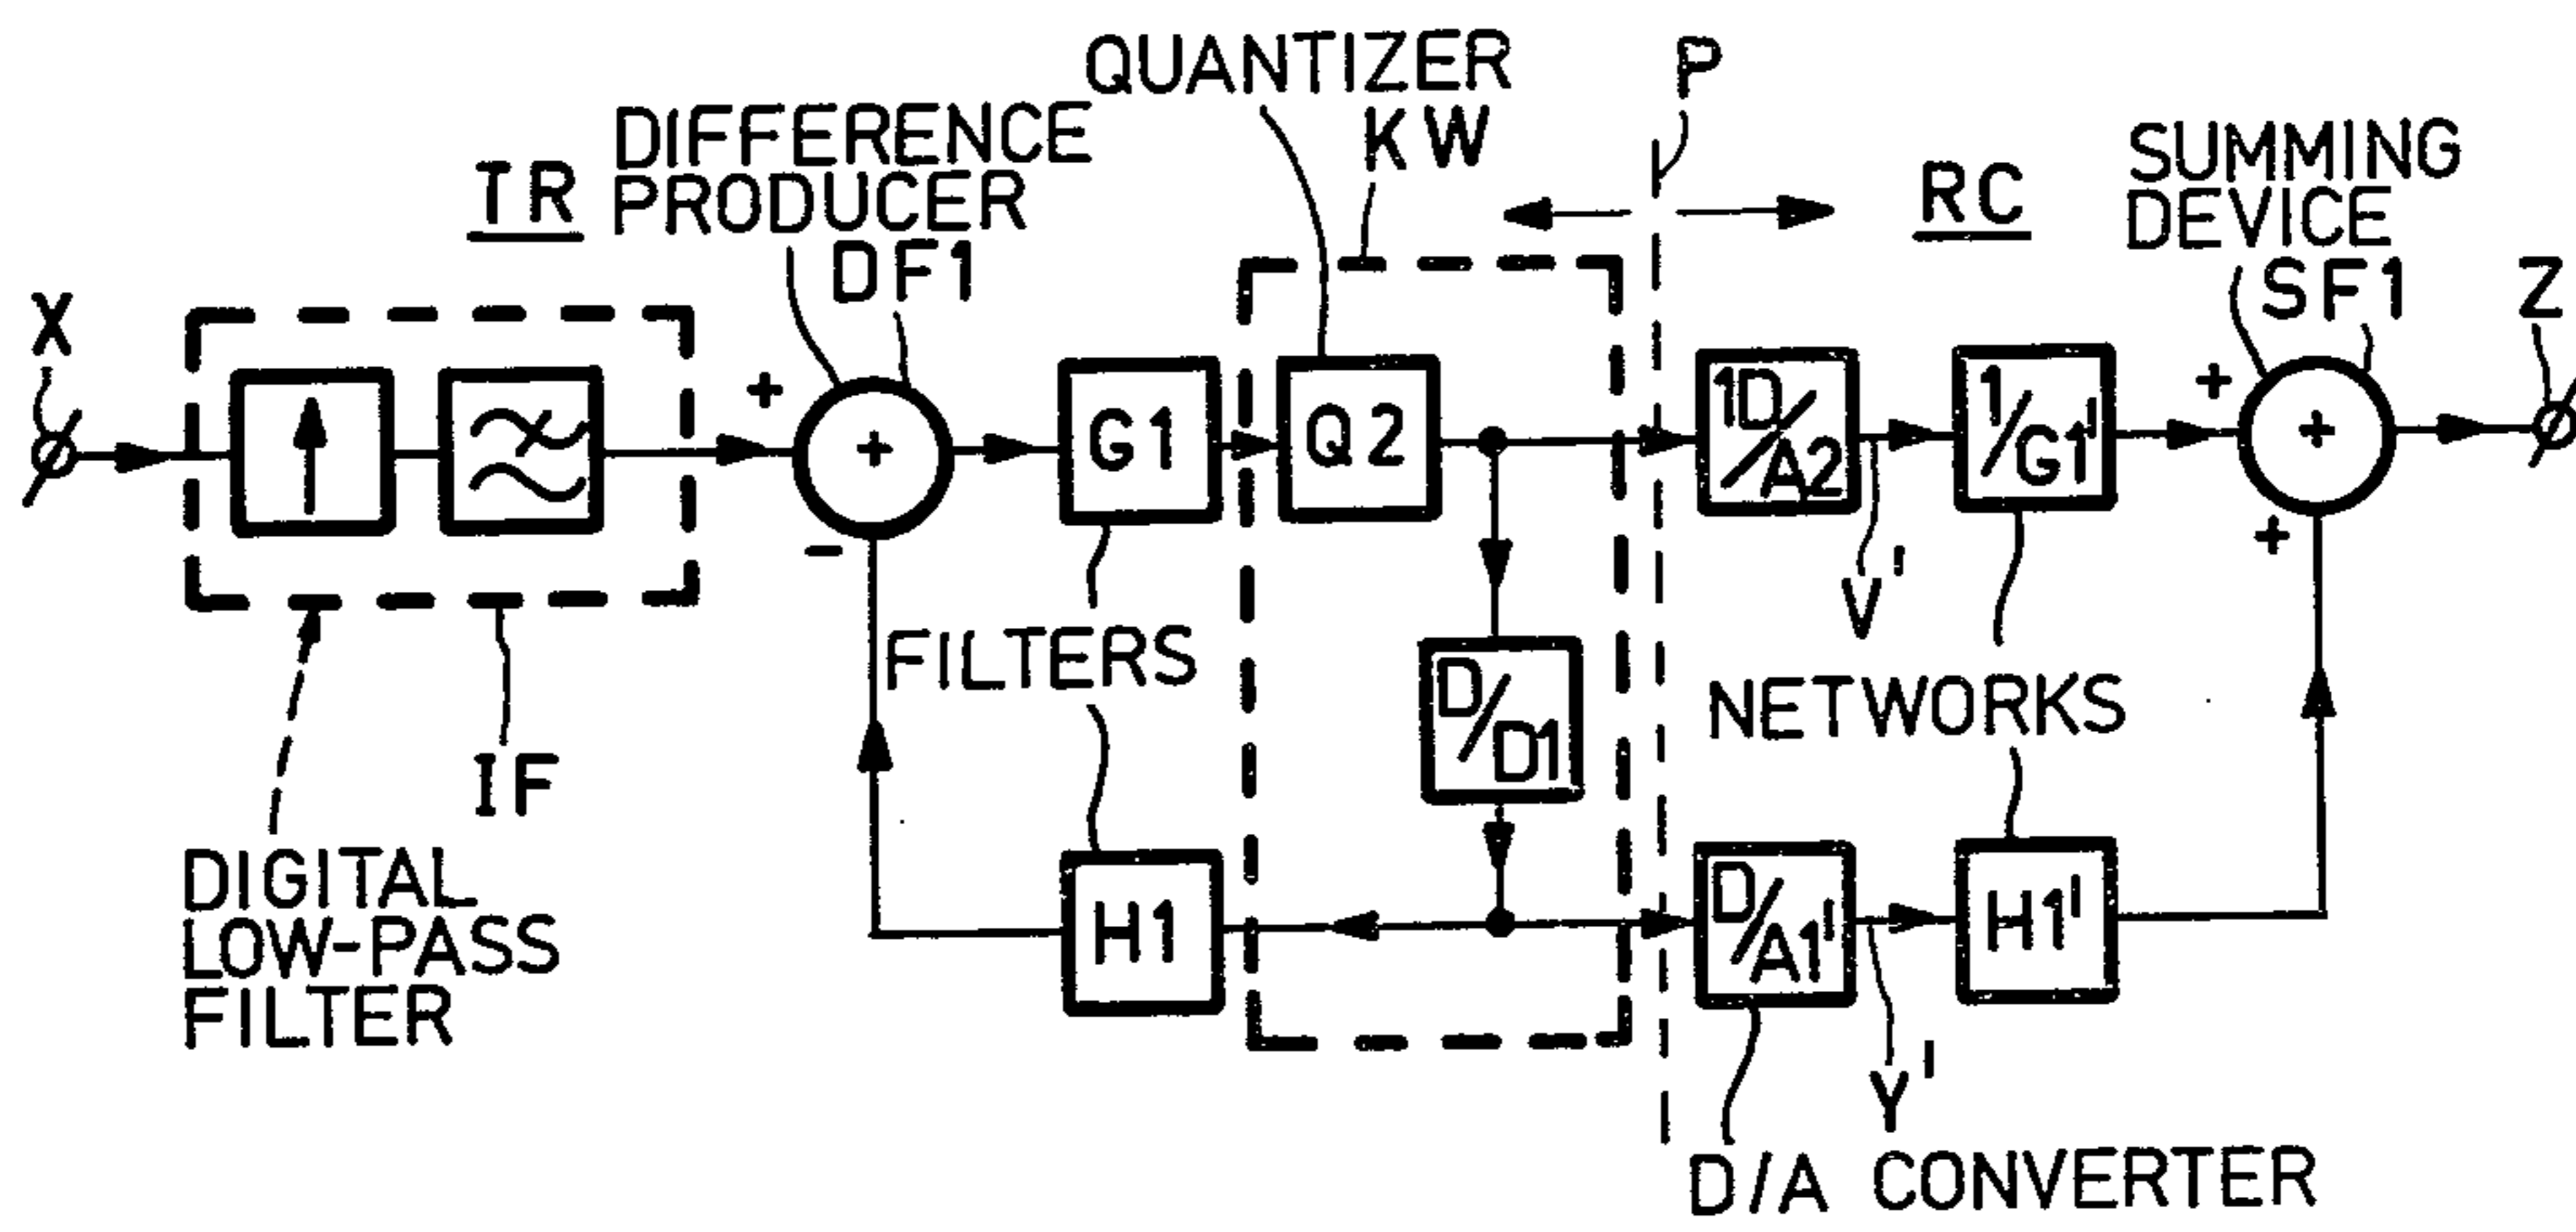 QUANTIZER
KW
P
DIFFERENCE
PRODUCER
DF1
TR
RC
SUMMING
DEVICE
SF1
X
Z
+
+
G1
Q2
1D/A2
1/G1'
+
+
-
+
V'
FILTERS
D/D1
NETWORKS
IF
DIGITAL
LOW-PASS
FILTER
H1
D/A1'
H1'
Y'
D/A CONVERTER